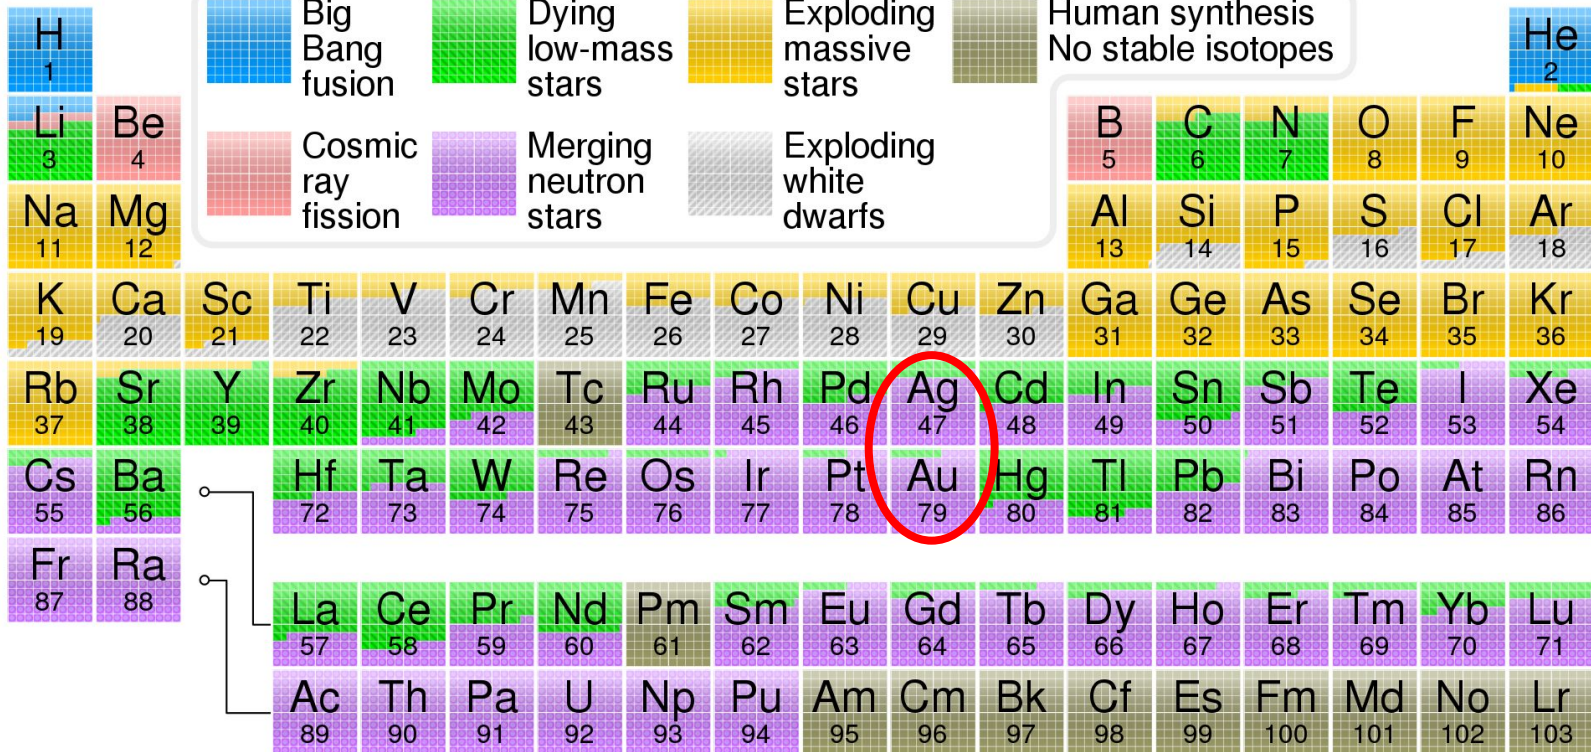 H
1
Big
Bang
fusion
Dying
low-mass
stars
Exploding
massive
stars
Human synthesis
No stable isotopes
He
2
Li
3
Be
4
Cosmic
ray
fission
Merging
neutron
stars
Exploding
white
dwarfs
B C N O F Ne
5 6 7 8 9 10
Na Mg
11 12
Al Si P S Cl Ar
13 14 15 16 17 18
K Ca Sc Ti V Cr Mn Fe Co Ni Cu Zn Ga Ge As Se Br Kr
19 20 21 22 23 24 25 26 27 28 29 30 31 32 33 34 35 36
Rb Sr Y Zr Nb Mo Tc Ru Rh Pd Ag Cd In Sn Sb Te I Xe
37 38 39 40 41 42 43 44 45 46 47 48 49 50 51 52 53 54
Cs Ba Hf Ta W Re Os Ir Pt Au Hg Tl Pb Bi Po At Rn
55 56 72 73 74 75 76 77 78 79 80 81 82 83 84 85 86
Fr Ra
87 88
La Ce Pr Nd Pm Sm Eu Gd Tb Dy Ho Er Tm Yb Lu
57 58 59 60 61 62 63 64 65 66 67 68 69 70 71
Ac Th Pa U Np Pu Am Cm Bk Cf Es Fm Md No Lr
89 90 91 92 93 94 95 96 97 98 99 100 101 102 103